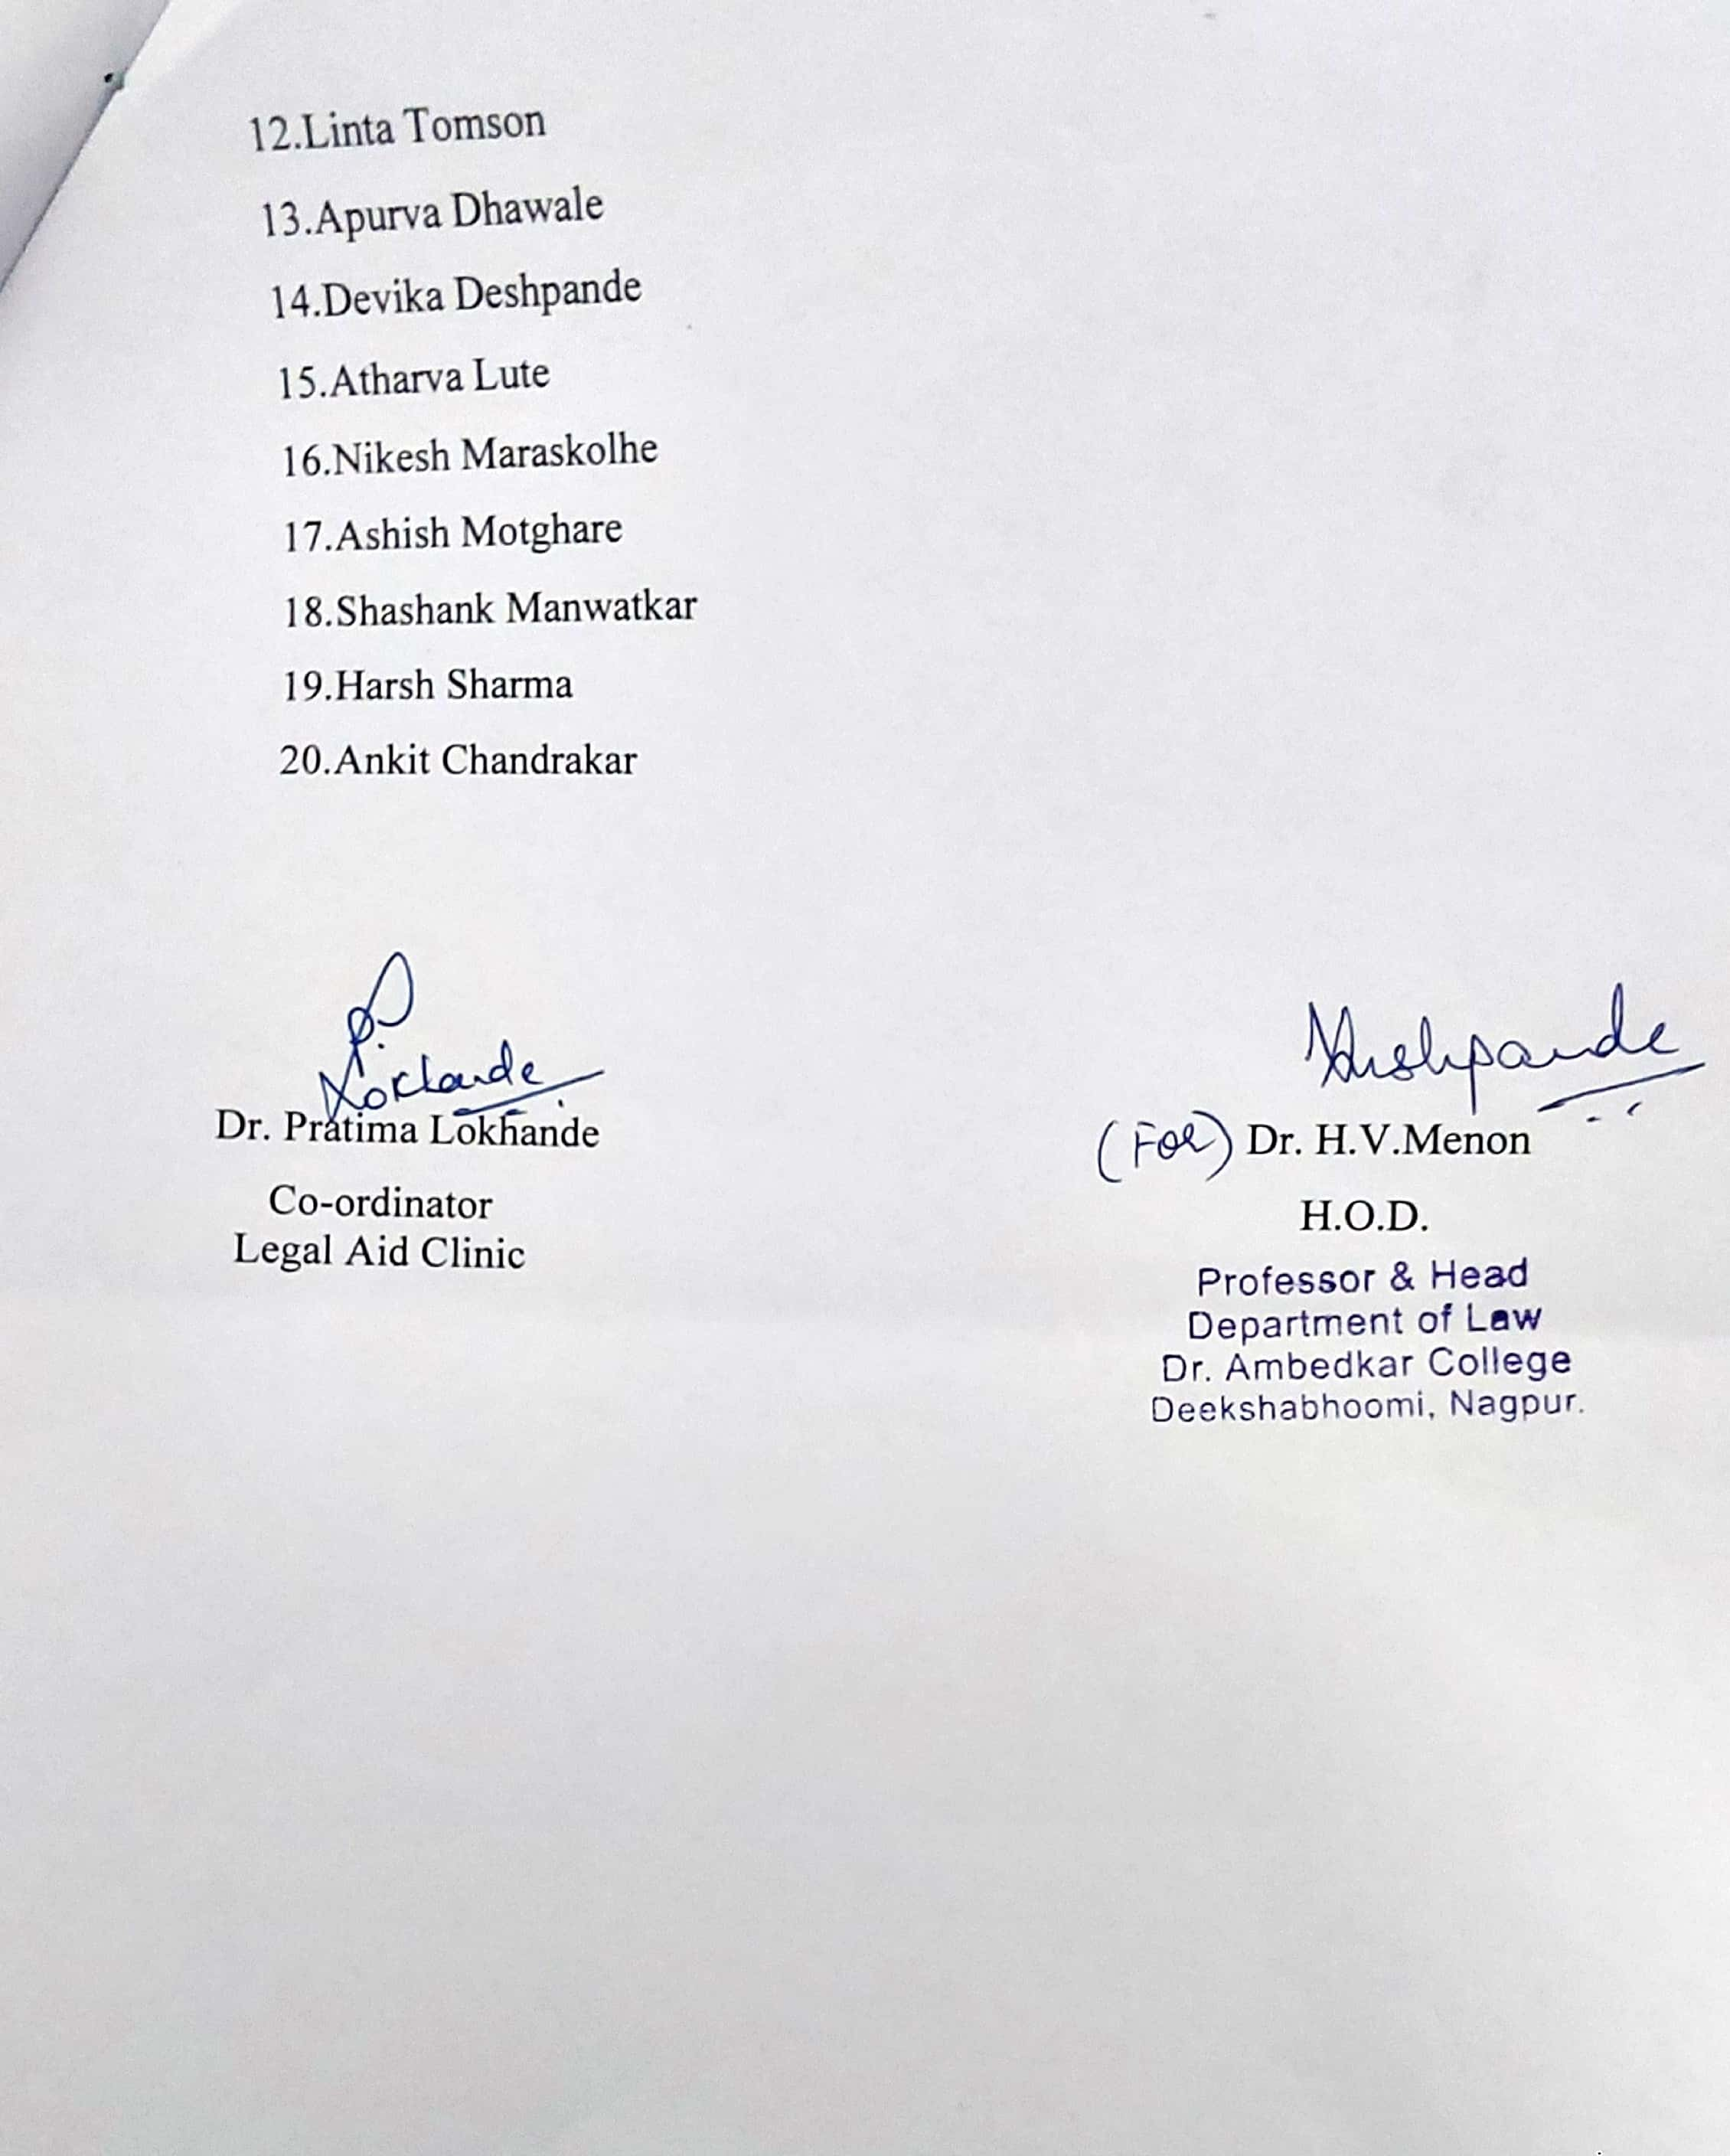 12.Linta Tomson
13.Apurva Dhawale
14.Devika Deshpande
15.Atharva Lute
16.Nikesh Maraskolhe
17.Ashish Motghare
18.Shashank Manwatkar
19.Harsh Sharma
20.Ankit Chandrakar
Lokhande
Dr. Pratima Lokhande
Co-ordinator
Legal Aid Clinic
(For) Dr. H.V.Menon
H.O.D.
Professor & Head
Department of Law
Dr. Ambedkar College
Deekshabhoomi, Nagpur.